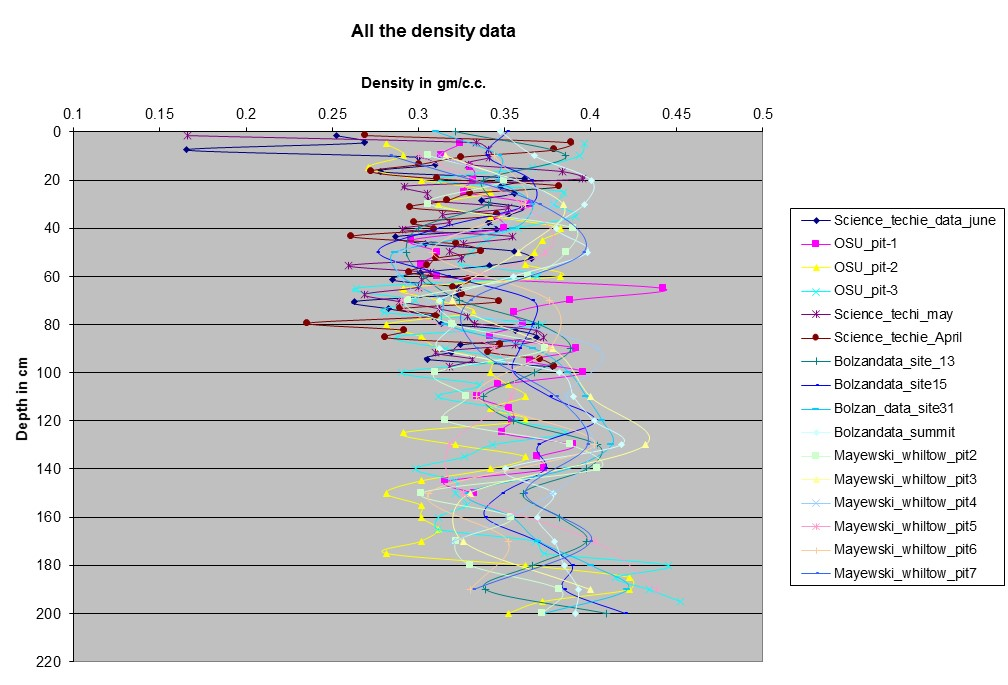 All the density data
Density in gm/c.c.
0.1 0.15 0.2 0.25 0.3 0.35 0.4 0.45 0.5
0
20
40
60
80
100
120
140
160
180
200
220
Depth in cm
Science_techie_data_june
OSU_pit-1
OSU_pit-2
OSU_pit-3
Science_techi_may
Science_techie_April
Bolzandata_site_13
Bolzandata_site15
Bolzan_data_site31
Bolzandata_summit
Mayewski_whiltow_pit2
Mayewski_whiltow_pit3
Mayewski_whiltow_pit4
Mayewski_whiltow_pit5
Mayewski_whiltow_pit6
Mayewski_whiltow_pit7